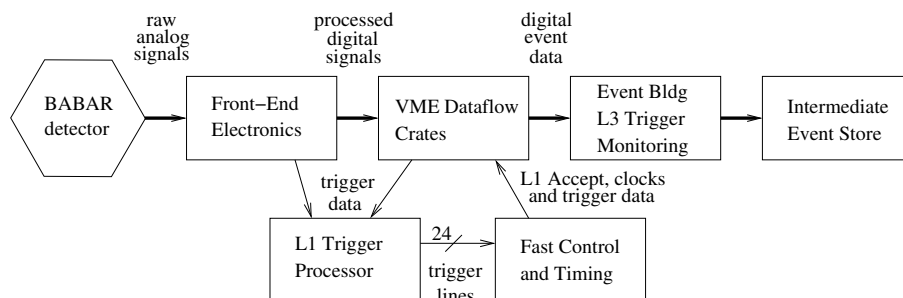 raw
analog
signals
processed
digital
signals
digital
event
data
BABAR
detector
Front-End
Electronics
VME Dataflow
Crates
Event Bldg
L3 Trigger
Monitoring
Intermediate
Event Store
trigger
data
L1 Accept, clocks
and trigger data
L1 Trigger
Processor
24
trigger
lines
Fast Control
and Timing